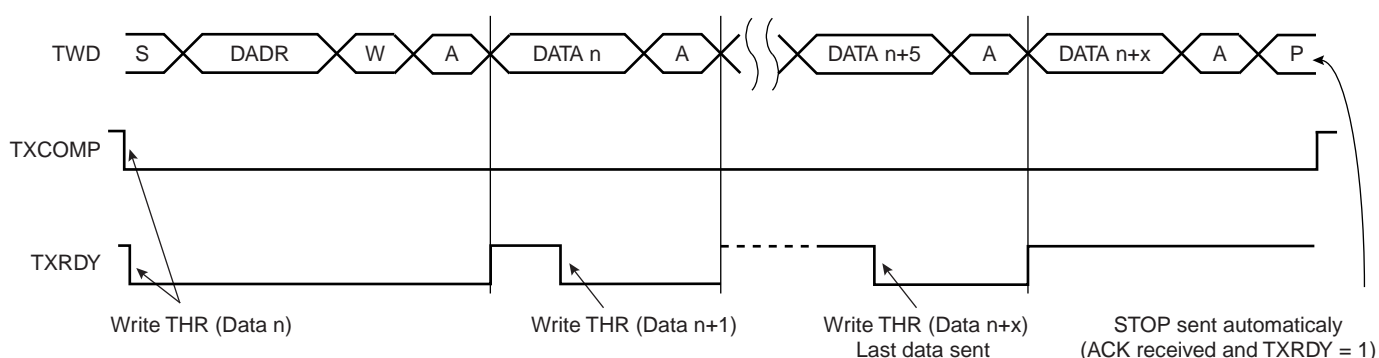 TWD S DADR W A DATA n A DATA n+5 A DATA n+x A P
TXCOMP
TXRDY
Write THR (Data n)
Write THR (Data n+1)
Write THR (Data n+x)
Last data sent
STOP sent automaticaly
(ACK received and TXRDY = 1)